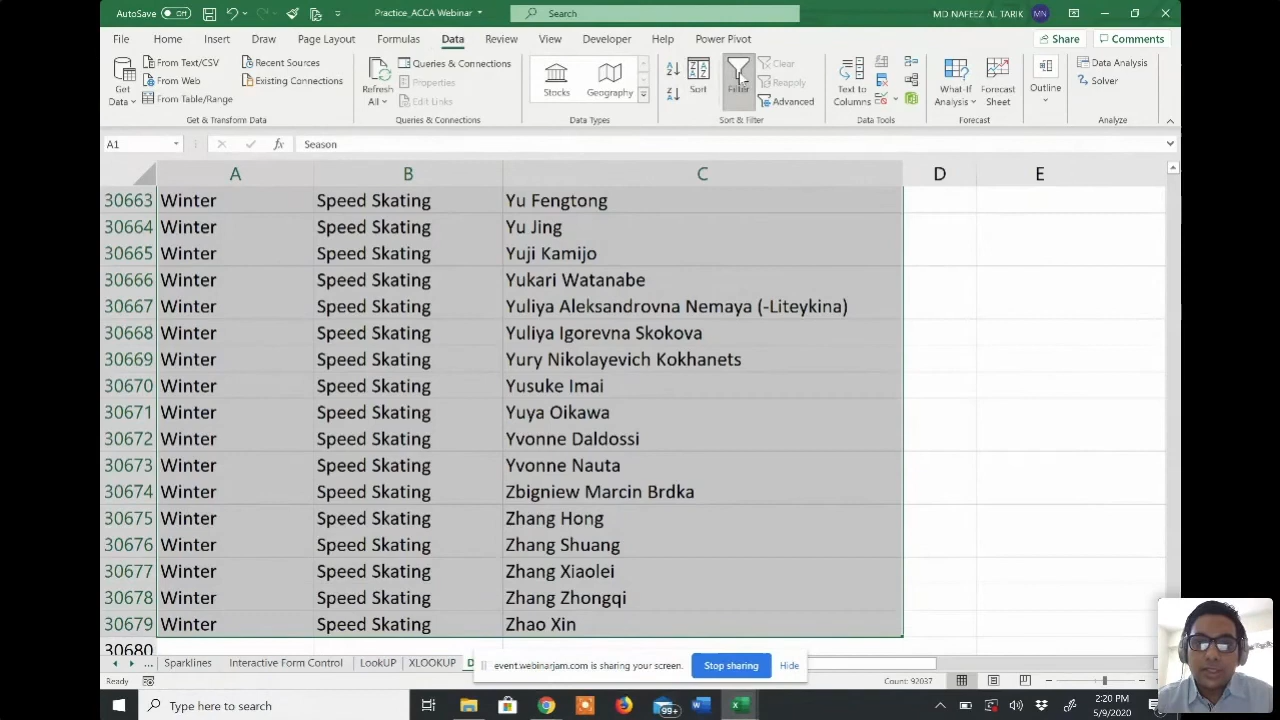 AutoSave Off Practice_ACCA Webinar Search MD NAFEEZ AL TARIK MN
File Home Insert Draw Page Layout Formulas Data Review View Developer Help Power Pivot Share Comments
Get Data From Text/CSV From Web From Table/Range Recent Sources Existing Connections
Refresh All Queries & Connections Properties Edit Links
Stocks Geography
Sort Filter Clear Reapply Advanced
Text to Columns
What-If Analysis Forecast Sheet
Outline
Data Analysis Solver
Get & Transform Data Queries & Connections Data Types Sort & Filter Data Tools Forecast Analyze
A1 fx Season
A B C D E
30663 Winter Speed Skating Yu Fengtong
30664 Winter Speed Skating Yu Jing
30665 Winter Speed Skating Yuji Kamijo
30666 Winter Speed Skating Yukari Watanabe
30667 Winter Speed Skating Yuliya Aleksandrovna Nemaya (-Liteykina)
30668 Winter Speed Skating Yuliya Igorevna Skokova
30669 Winter Speed Skating Yury Nikolayevich Kokhanets
30670 Winter Speed Skating Yusuke Imai
30671 Winter Speed Skating Yuya Oikawa
30672 Winter Speed Skating Yvonne Daldossi
30673 Winter Speed Skating Yvonne Nauta
30674 Winter Speed Skating Zbigniew Marcin Brdka
30675 Winter Speed Skating Zhang Hong
30676 Winter Speed Skating Zhang Shuang
30677 Winter Speed Skating Zhang Xiaolei
30678 Winter Speed Skating Zhang Zhongqi
30679 Winter Speed Skating Zhao Xin
30680
... Sparklines Interactive Form Control LookUP XLOOKUP
event.webinarjam.com is sharing your screen. Stop sharing Hide
Count: 92037
Type here to search 99+ 2:20 PM
5/9/2020